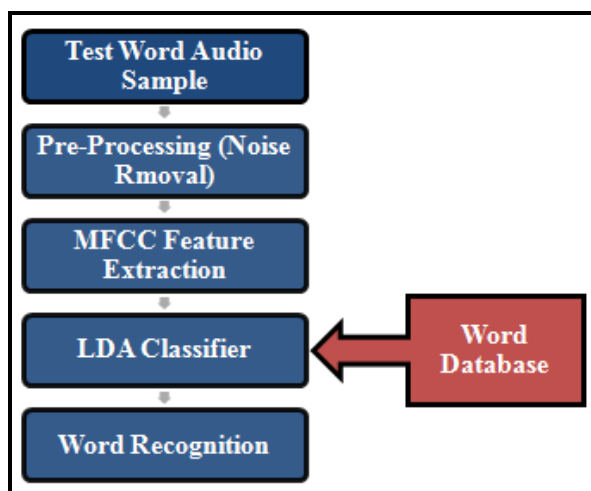 Test Word Audio
Sample
Pre-Processing (Noise
Rmoval)
MFCC Feature
Extraction
LDA Classifier
Word
Database
Word Recognition